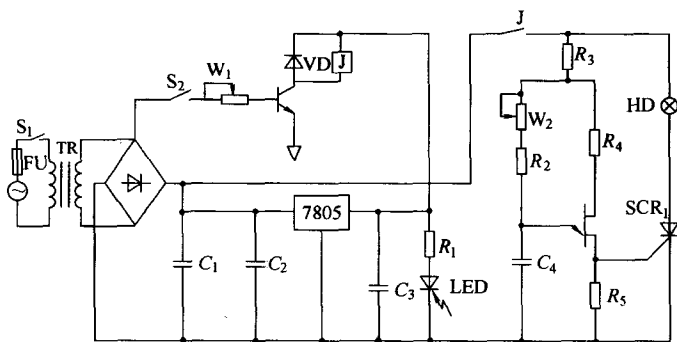 J
S₂
W₁
VD
J
R₃
S₁
FU
TR
W₂
HD
R₂
R₄
7805
SCR₁
C₁
C₂
C₃
R₁
LED
C₄
R₅